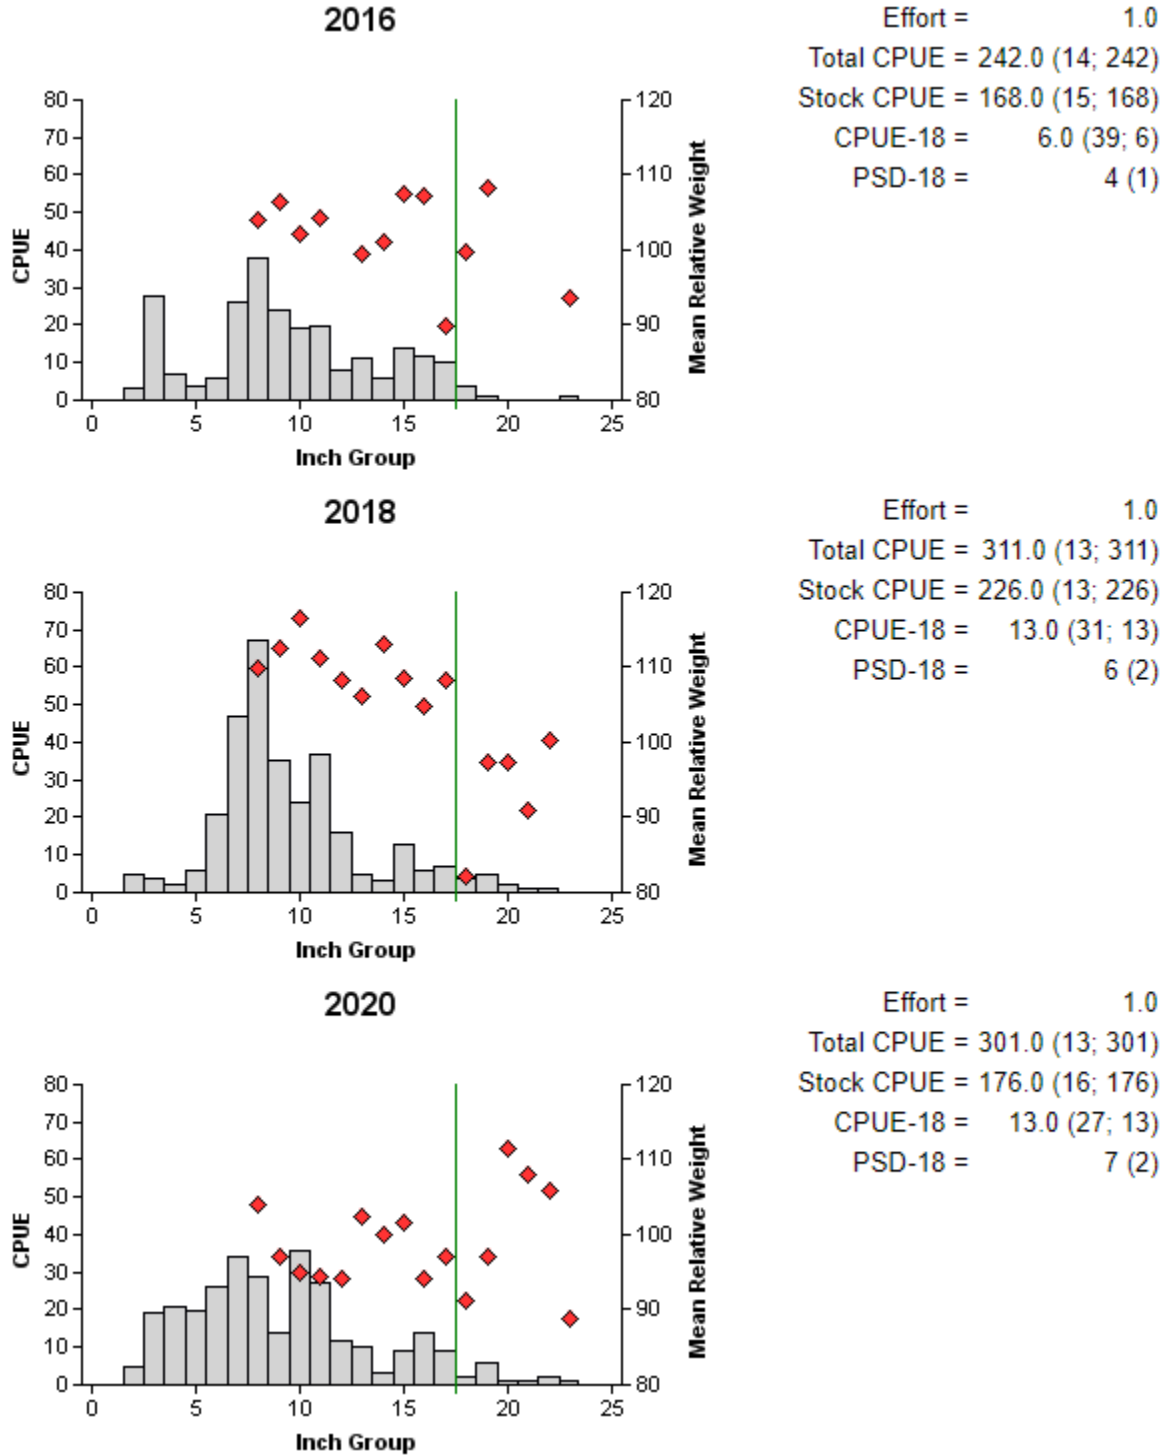 2016
Effort = 1.0
Total CPUE = 242.0 (14; 242)
Stock CPUE = 168.0 (15; 168)
CPUE-18 = 6.0 (39; 6)
PSD-18 = 4 (1)
80
70
60
50
40
30
20
10
0
CPUE
120
110
100
90
80
Mean Relative Weight
0 5 10 15 20 25
Inch Group
2018
Effort = 1.0
Total CPUE = 311.0 (13; 311)
Stock CPUE = 226.0 (13; 226)
CPUE-18 = 13.0 (31; 13)
PSD-18 = 6 (2)
80
70
60
50
40
30
20
10
0
CPUE
120
110
100
90
80
Mean Relative Weight
0 5 10 15 20 25
Inch Group
2020
Effort = 1.0
Total CPUE = 301.0 (13; 301)
Stock CPUE = 176.0 (16; 176)
CPUE-18 = 13.0 (27; 13)
PSD-18 = 7 (2)
80
70
60
50
40
30
20
10
0
CPUE
120
110
100
90
80
Mean Relative Weight
0 5 10 15 20 25
Inch Group